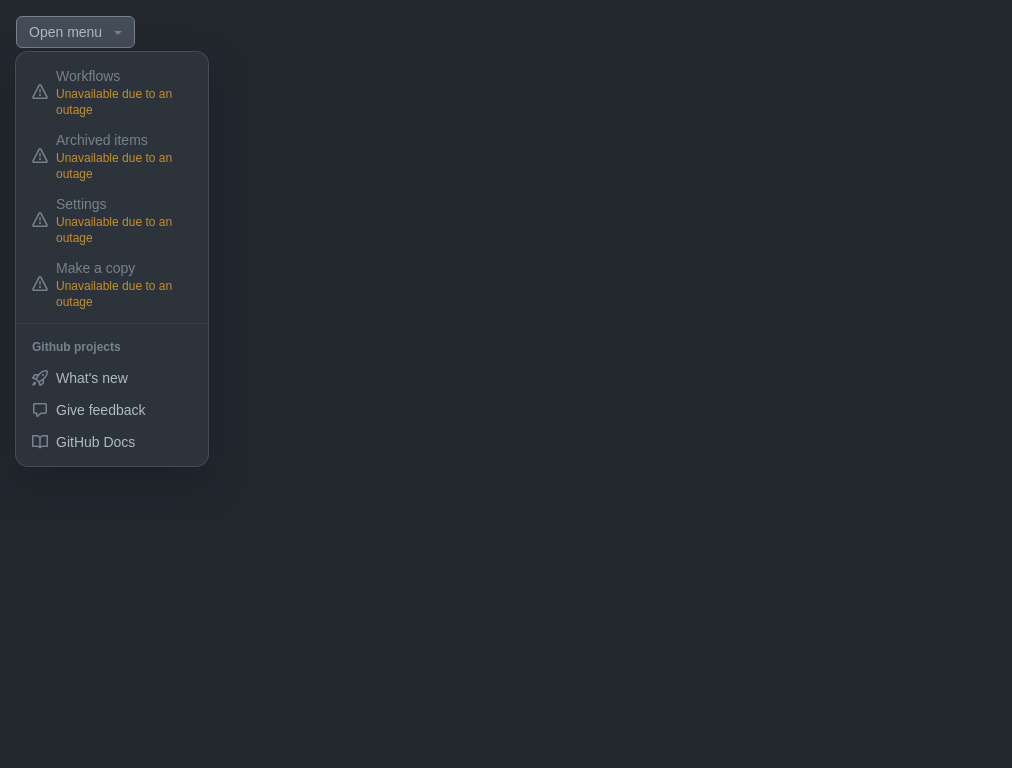 Open menu
Workflows
Unavailable due to an
outage
Archived items
Unavailable due to an
outage
Settings
Unavailable due to an
outage
Make a copy
Unavailable due to an
outage
Github projects
What's new
Give feedback
GitHub Docs